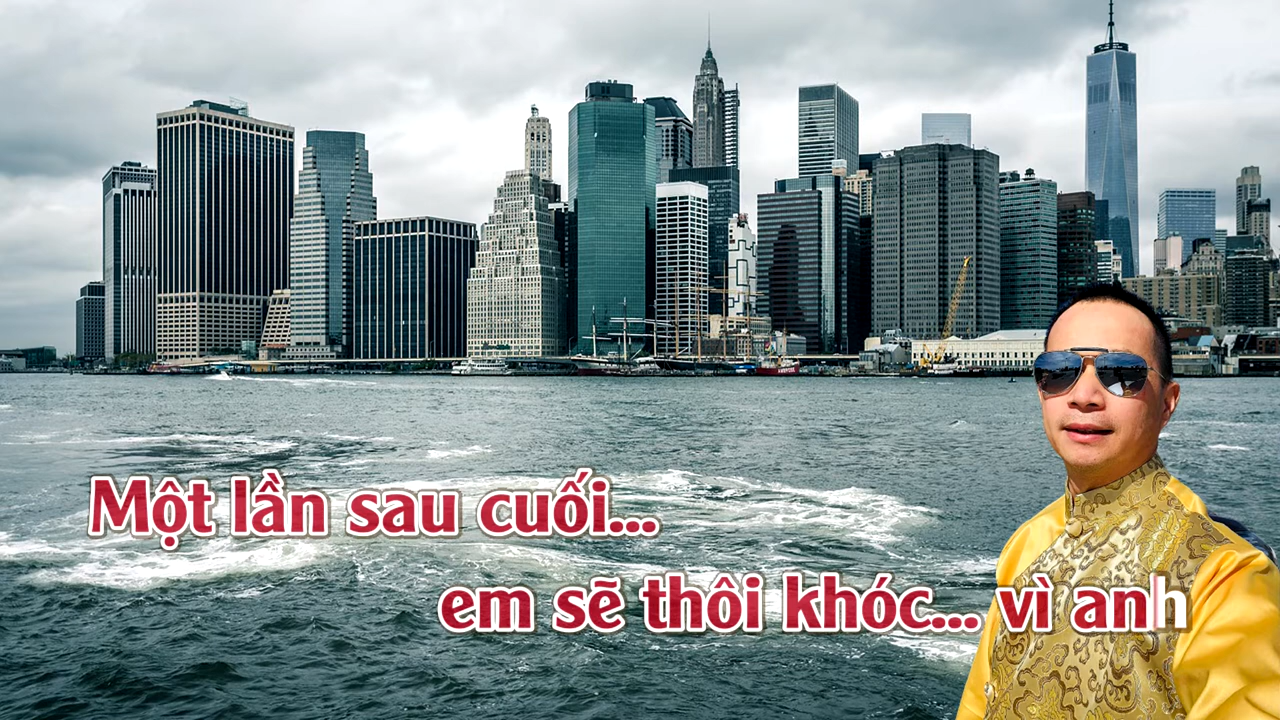 Một lần sau cuối...
em sẽ thôi khóc... vì anh